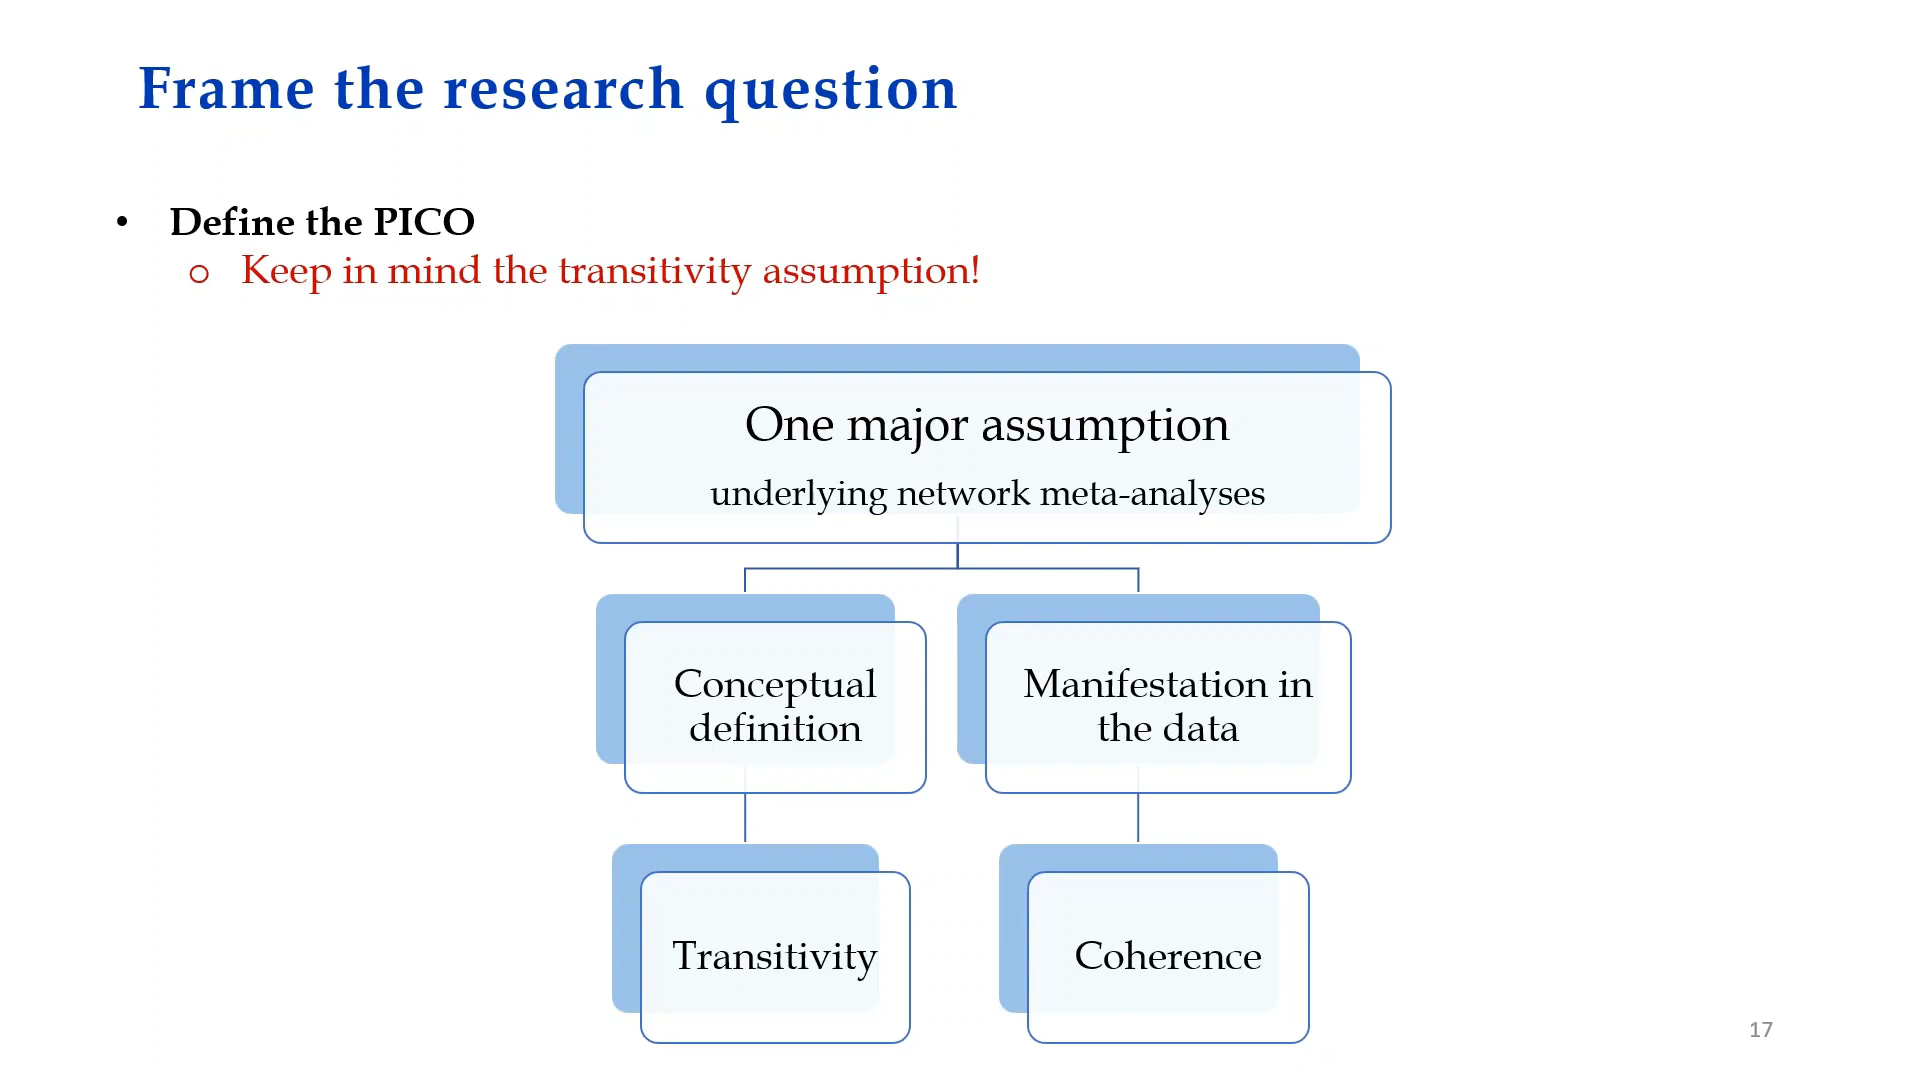 Frame the research question
• Define the PICO
o Keep in mind the transitivity assumption!
One major assumption
underlying network meta-analyses
Conceptual
definition
Manifestation in
the data
Transitivity
Coherence
17